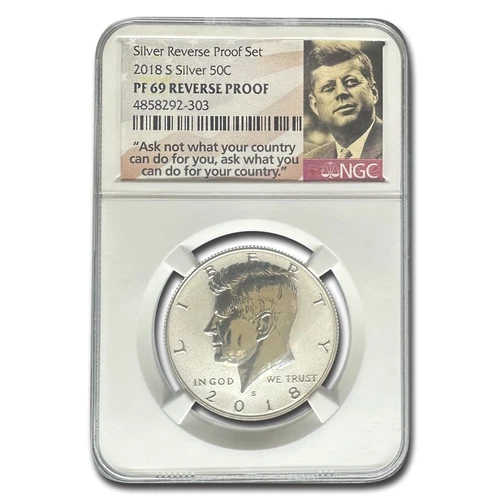 Silver Reverse Proof Set
2018 S Silver 50C
PF 69 REVERSE PROOF
4858292-303
“Ask not what your country
can do for you, ask what you
can do for your country.”
NGC
LIBERTY
IN GOD WE TRUST
S
2018